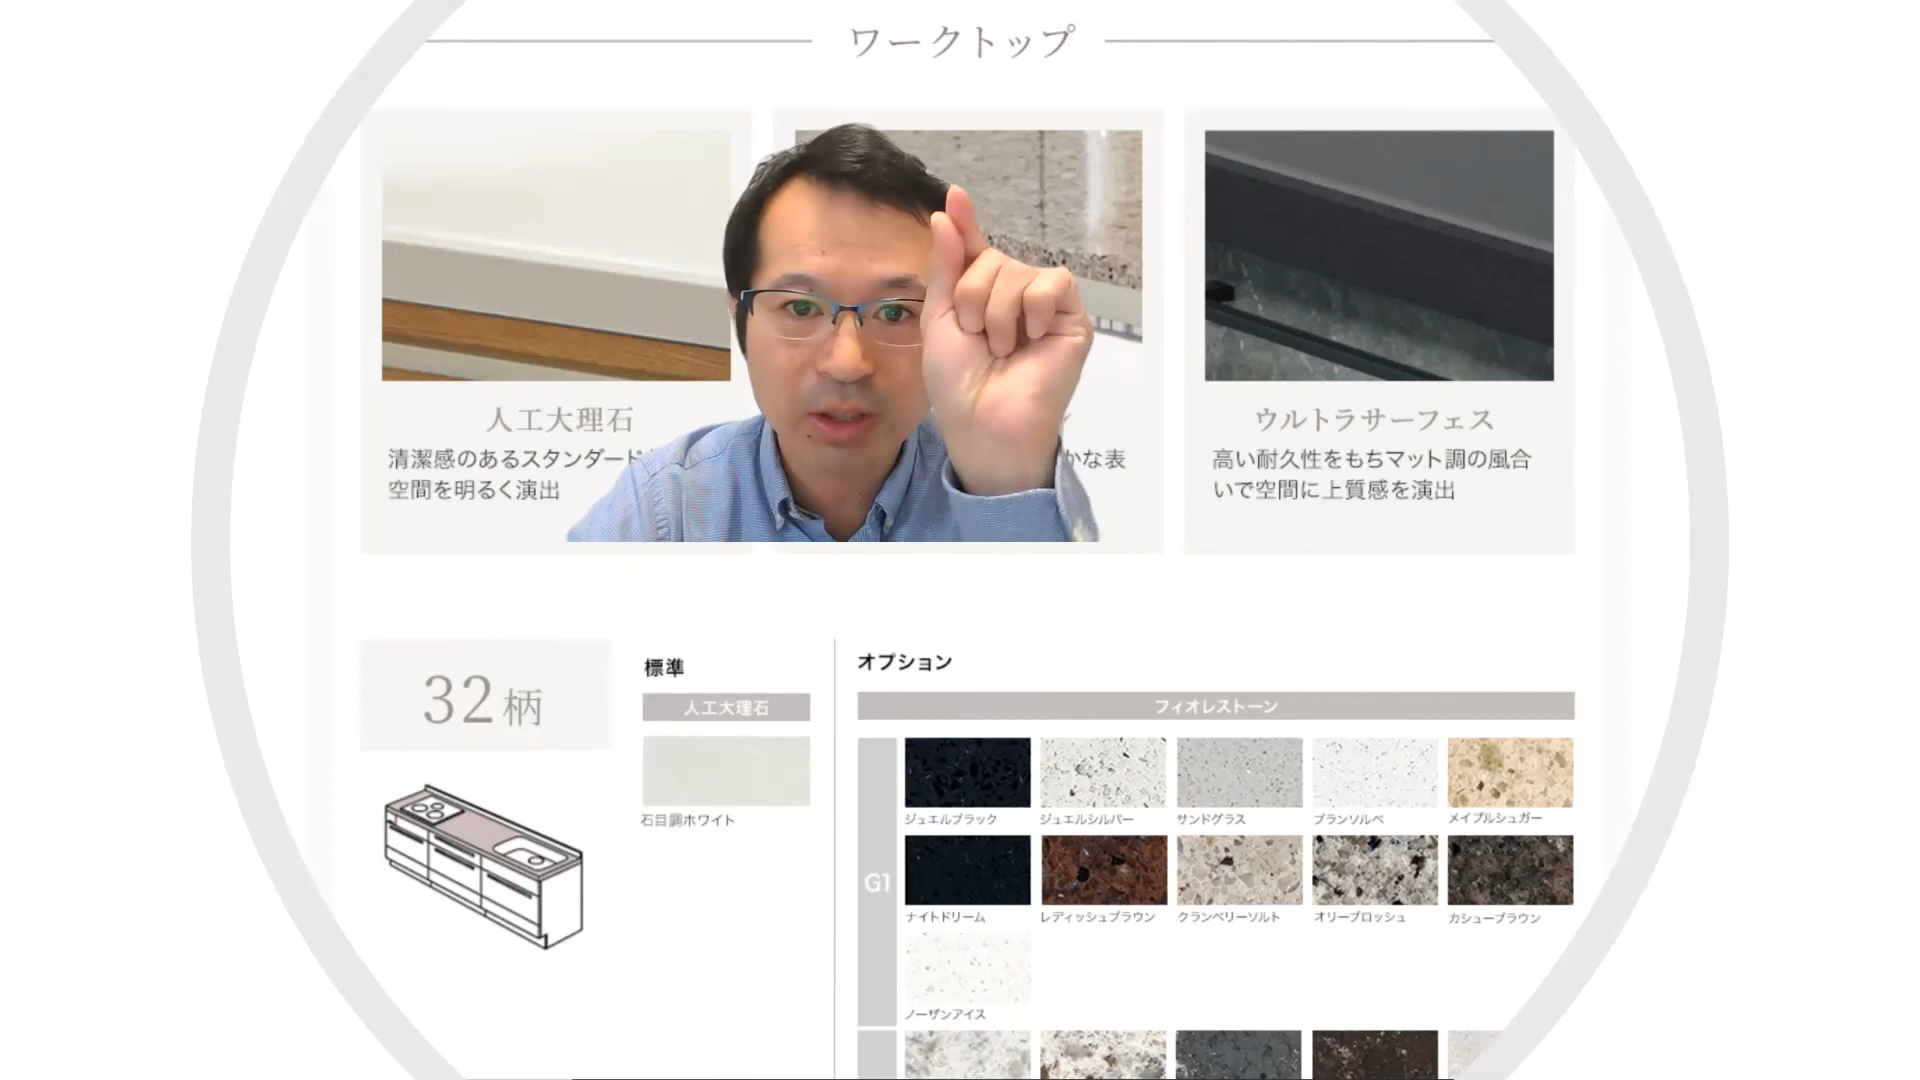 ワークトップ
人工大理石
清潔感のあるスタンダード
空間を明るく演出
かな表
ウルトラサーフェス
高い耐久性をもちマット調の風合
いで空間に上質感を演出
32柄
標準
人工大理石
石目調ホワイト
オプション
フィオレストーン
G1
ジュエルブラック
ジュエルシルバー
サンドグラス
ブランソルベ
メイプルシュガー
ナイトドリーム
レディッシュブラウン
クランベリーソルト
オリーブロッシュ
カシューブラウン
ノーザンアイス